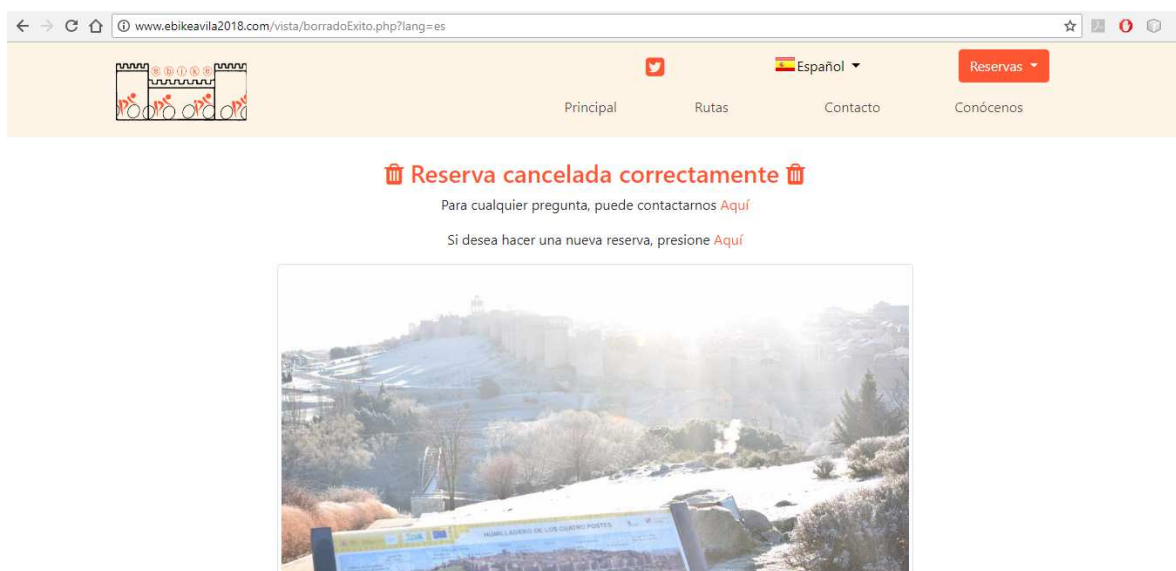 www.ebikeavila2018.com/vista/borradoExito.php?lang=es
ebike
Español
Reservas
Principal
Rutas
Contacto
Conócenos
Reserva cancelada correctamente
Para cualquier pregunta, puede contactarnos Aquí
Si desea hacer una nueva reserva, presione Aquí
HUMILLADERO DE LOS CUATRO POSTES